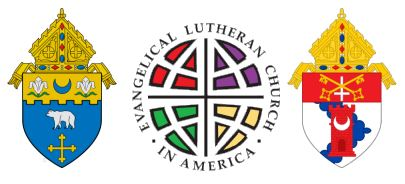 EVANGELICAL LUTHERAN CHURCH
· IN AMERICA ·